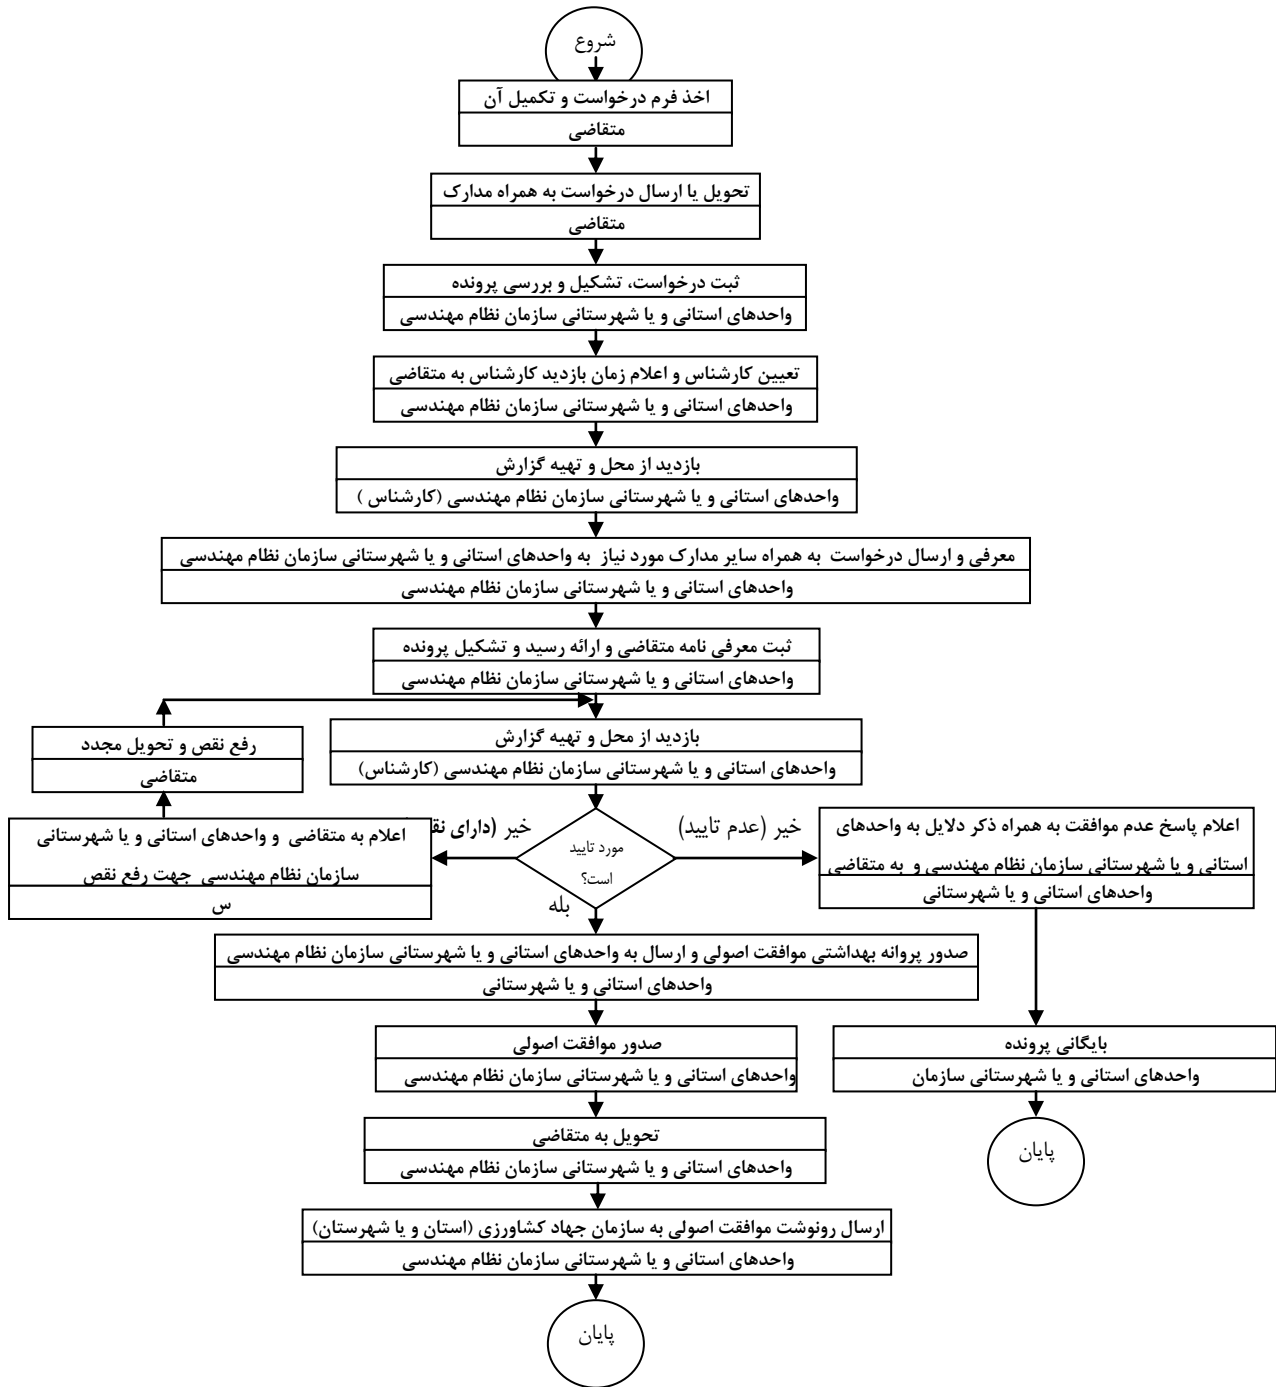 شروع
اخذ فرم درخواست و تکمیل آن
متقاضی
تحویل یا ارسال درخواست به همراه مدارک
متقاضی
ثبت درخواست، تشکیل و بررسی پرونده
واحدهای استانی و یا شهرستانی سازمان نظام مهندسی
تعیین کارشناس و اعلام زمان بازدید کارشناس به متقاضی
واحدهای استانی و یا شهرستانی سازمان نظام مهندسی
بازدید از محل و تهیه گزارش
واحدهای استانی و یا شهرستانی سازمان نظام مهندسی (کارشناس )
معرفی و ارسال درخواست به همراه سایر مدارک مورد نیاز به واحدهای استانی و یا شهرستانی سازمان نظام مهندسی
واحدهای استانی و یا شهرستانی سازمان نظام مهندسی
ثبت معرفی نامه متقاضی و ارائه رسید و تشکیل پرونده
واحدهای استانی و یا شهرستانی سازمان نظام مهندسی
بازدید از محل و تهیه گزارش
واحدهای استانی و یا شهرستانی سازمان نظام مهندسی (کارشناس)
رفع نقص و تحویل مجدد
متقاضی
مورد تایید
است؟
خیر (عدم تایید)
خیر (دارای
بله
اعلام پاسخ عدم موافقت به همراه ذکر دلایل به واحدهای
استانی و یا شهرستانی سازمان نظام مهندسی و به متقاضی
واحدهای استانی و یا شهرستانی
اعلام به متقاضی و واحدهای استانی و یا شهرستانی
سازمان نظام مهندسی جهت رفع نقص
س
صدور پروانه بهداشتی موافقت اصولی و ارسال به واحدهای استانی و یا شهرستانی سازمان نظام مهندسی
واحدهای استانی و یا شهرستانی
صدور موافقت اصولی
واحدهای استانی و یا شهرستانی سازمان نظام مهندسی
بایگانی پرونده
واحدهای استانی و یا شهرستانی سازمان
پایان
تحویل به متقاضی
واحدهای استانی و یا شهرستانی سازمان نظام مهندسی
ارسال رونوشت موافقت اصولی به سازمان جهاد کشاورزی (استان و یا شهرستان)
واحدهای استانی و یا شهرستانی سازمان نظام مهندسی
پایان